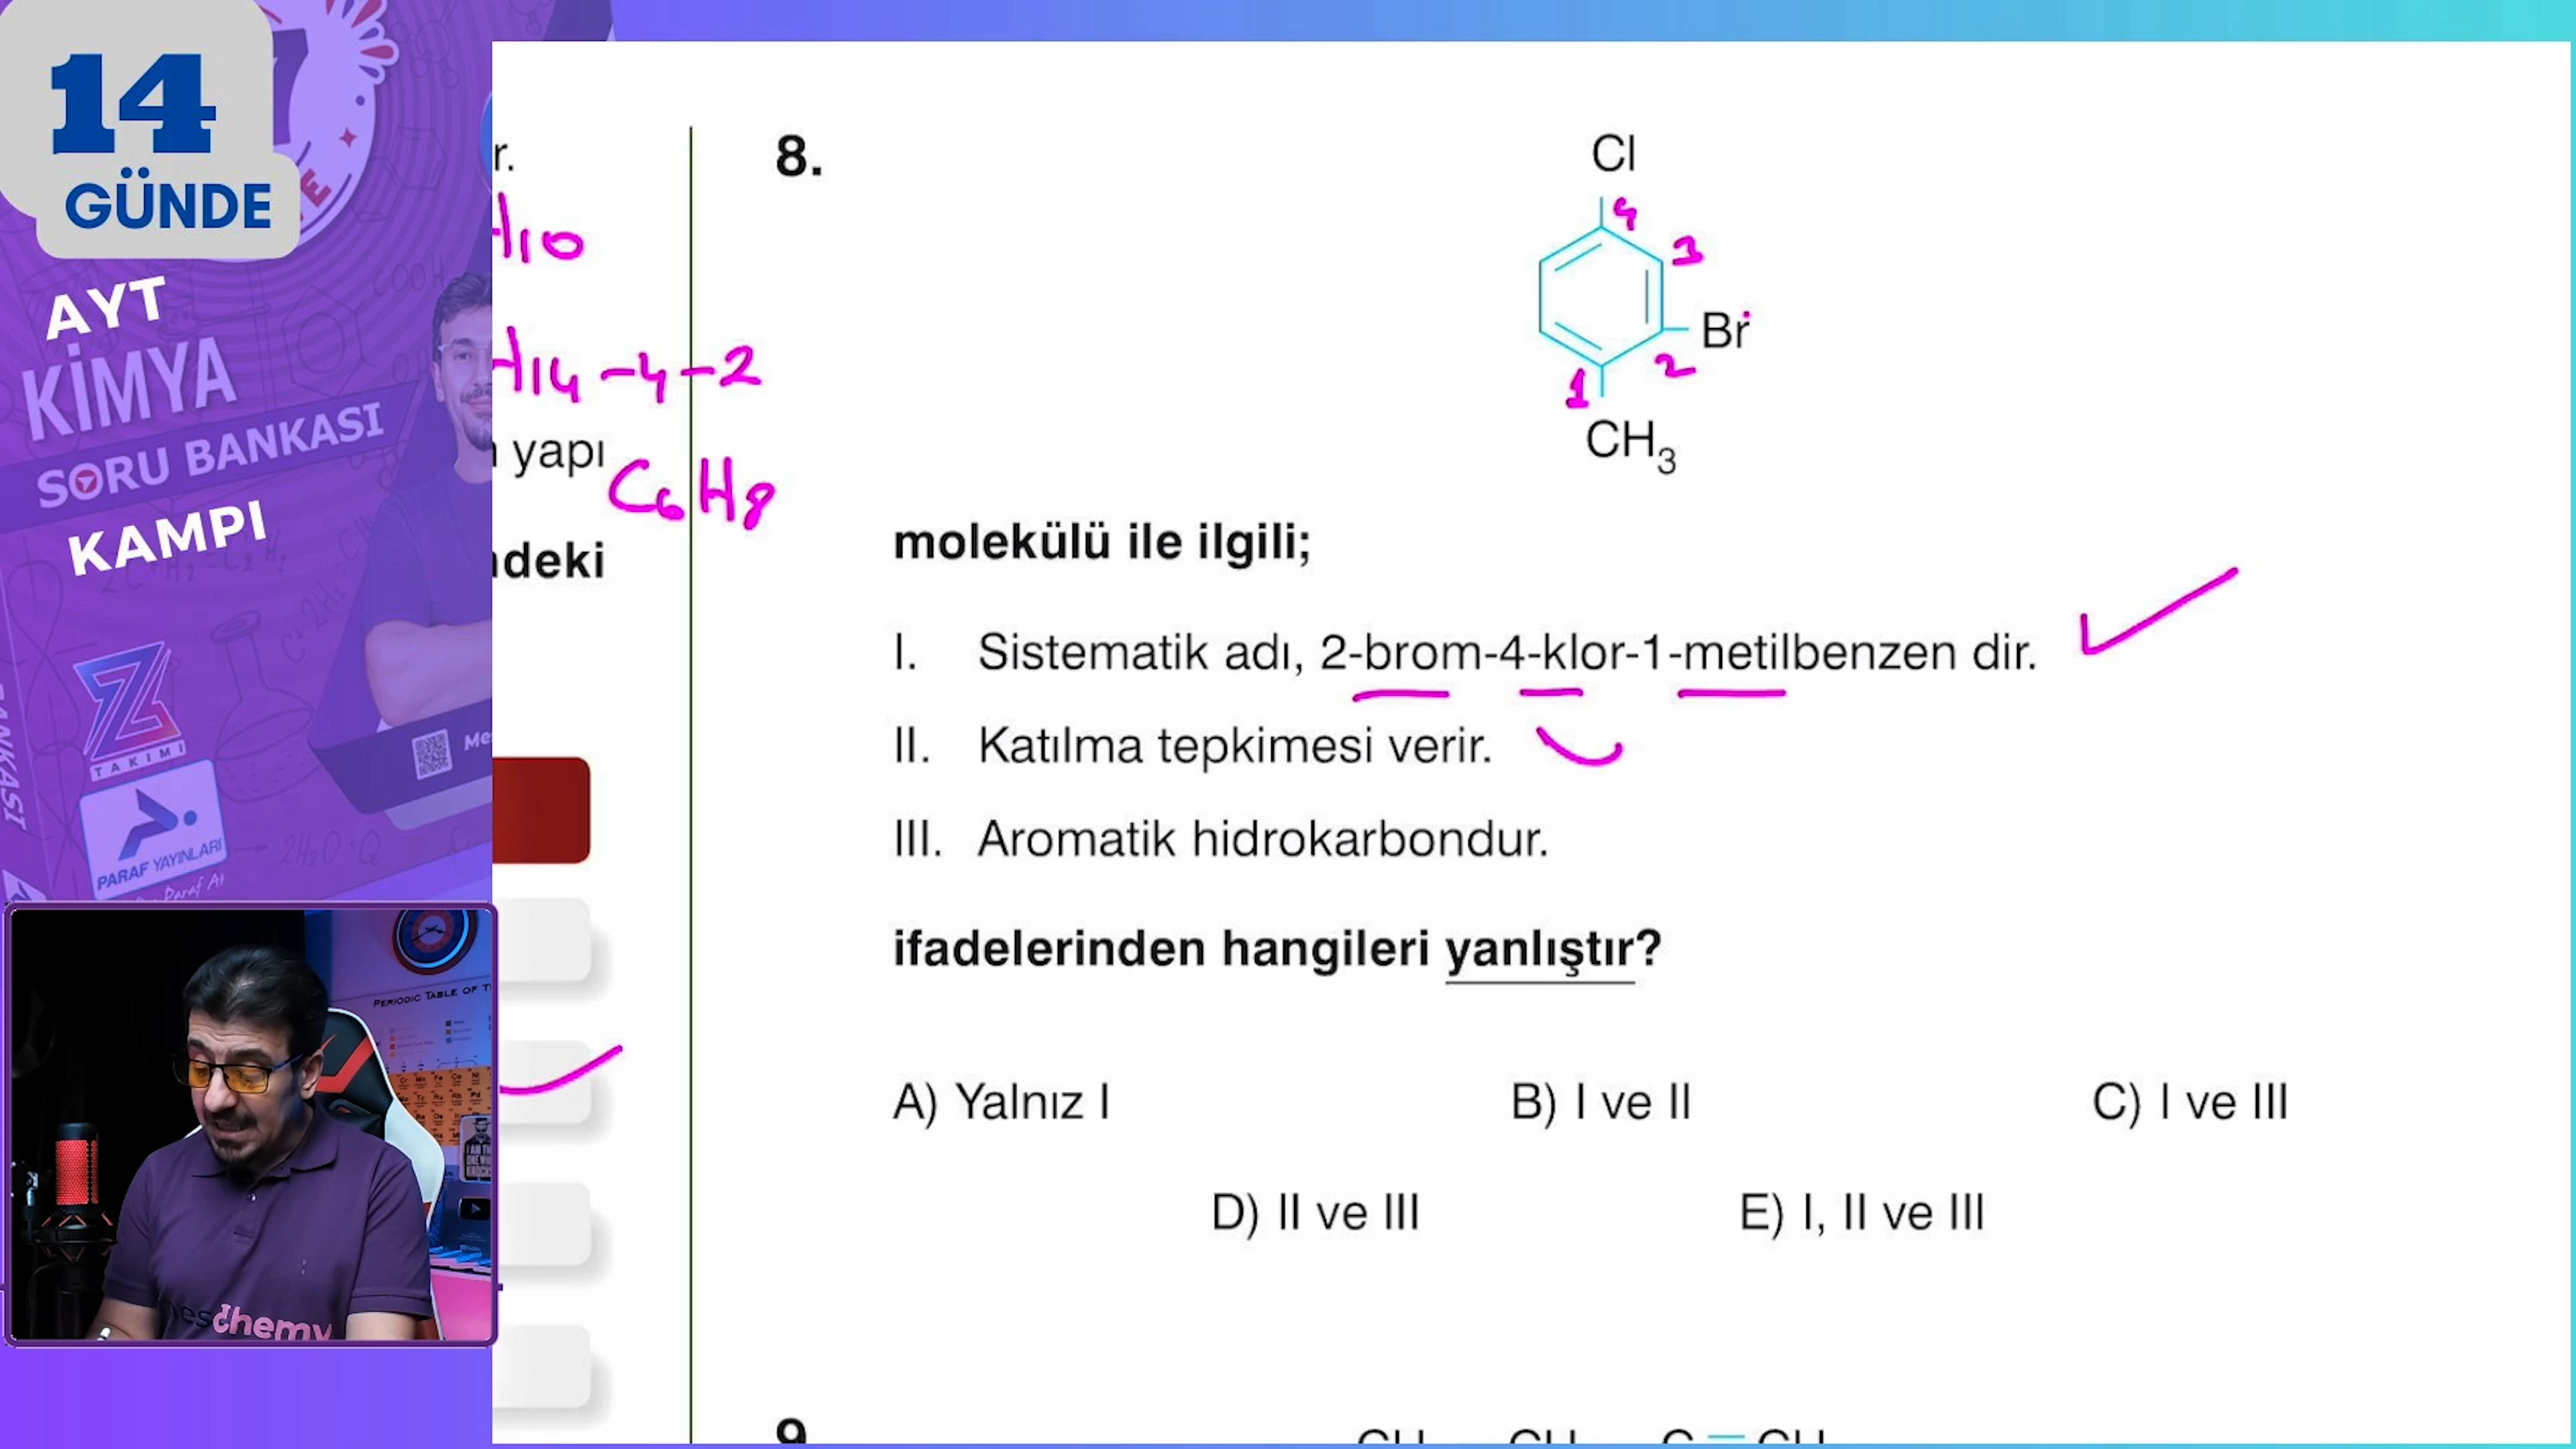 14
GÜNDE
AYT
KİMYA
SORU BANKASI
KAMPI
Z
TAKIMI
PARAF YAYINLARI
PERIODIC TABLE OF
chemy
r.
H10
H14-4-2
yapı
C6H8
deki
8.
Cl
4
3
Br
2
1
CH3
molekülü ile ilgili;
I. Sistematik adı, 2-brom-4-klor-1-metilbenzen dir.
II. Katılma tepkimesi verir.
III. Aromatik hidrokarbondur.
ifadelerinden hangileri yanlıştır?
A) Yalnız I B) I ve II C) I ve III
D) II ve III E) I, II ve III
9